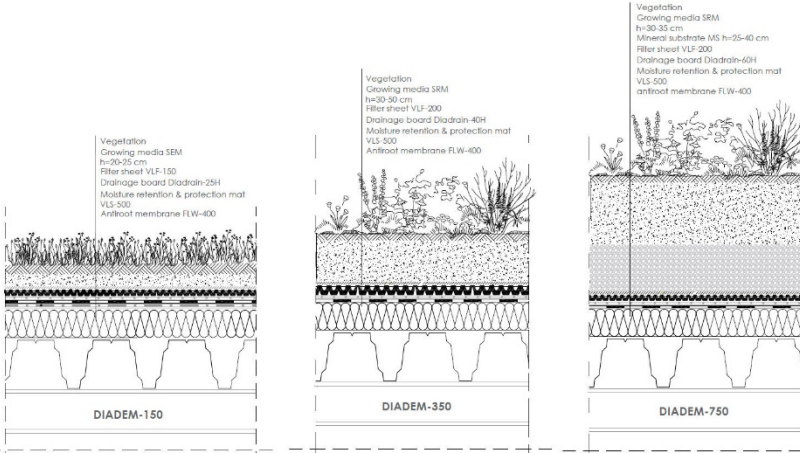 Vegetation
Growing media SEM
h=20-25 cm
Filter sheet VLF-150
Drainage board Diadrain-25H
Moisture retention & protection mat
VLS-500
Antiroot membrane FLW-400
DIADEM-150
Vegetation
Growing media SRM
h=30-50 cm
Filter sheet VLF-200
Drainage board Diadrain-40H
Moisture retention & protection mat
VLS-500
Antiroot membrane FLW-400
DIADEM-350
Vegetation
Growing media SRM
h=30-35 cm
Mineral substrate MS h=25-40 cm
Filter sheet VLF-200
Drainage board Diadrain-60H
Moisture retention & protection mat
VLS-500
antiroot membrane FLW-400
DIADEM-750